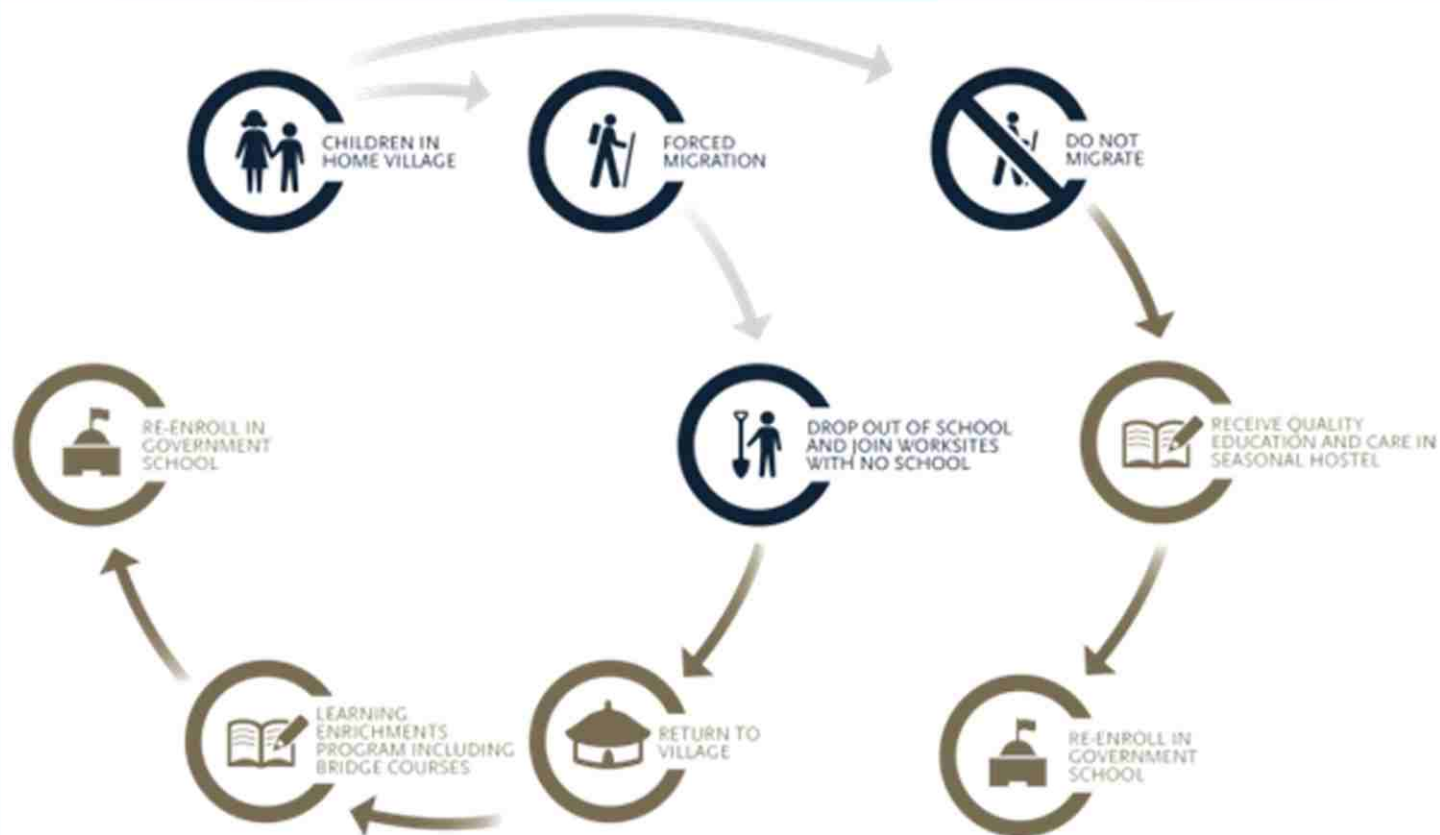 CHILDREN IN
HOME VILLAGE
FORCED
MIGRATION
DO NOT
MIGRATE
RE-ENROLL IN
GOVERNMENT
SCHOOL
DROP OUT OF SCHOOL
AND JOIN WORKSITES
WITH NO SCHOOL
RECEIVE QUALITY
EDUCATION AND CARE IN
SEASONAL HOSTEL
LEARNING
ENRICHMENTS
PROGRAM INCLUDING
BRIDGE COURSES
RETURN TO
VILLAGE
RE-ENROLL IN
GOVERNMENT
SCHOOL